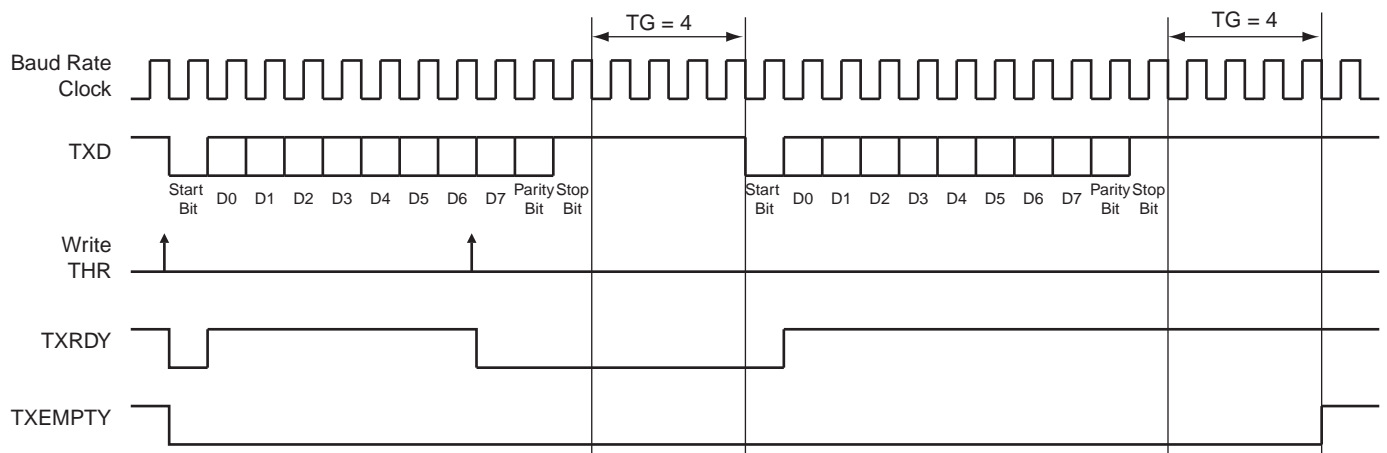 TG = 4
TG = 4
Baud Rate
Clock
TXD
Start
Bit
D0
D1
D2
D3
D4
D5
D6
D7
Parity
Bit
Stop
Bit
Start
Bit
D0
D1
D2
D3
D4
D5
D6
D7
Parity
Bit
Stop
Bit
Write
THR
TXRDY
TXEMPTY